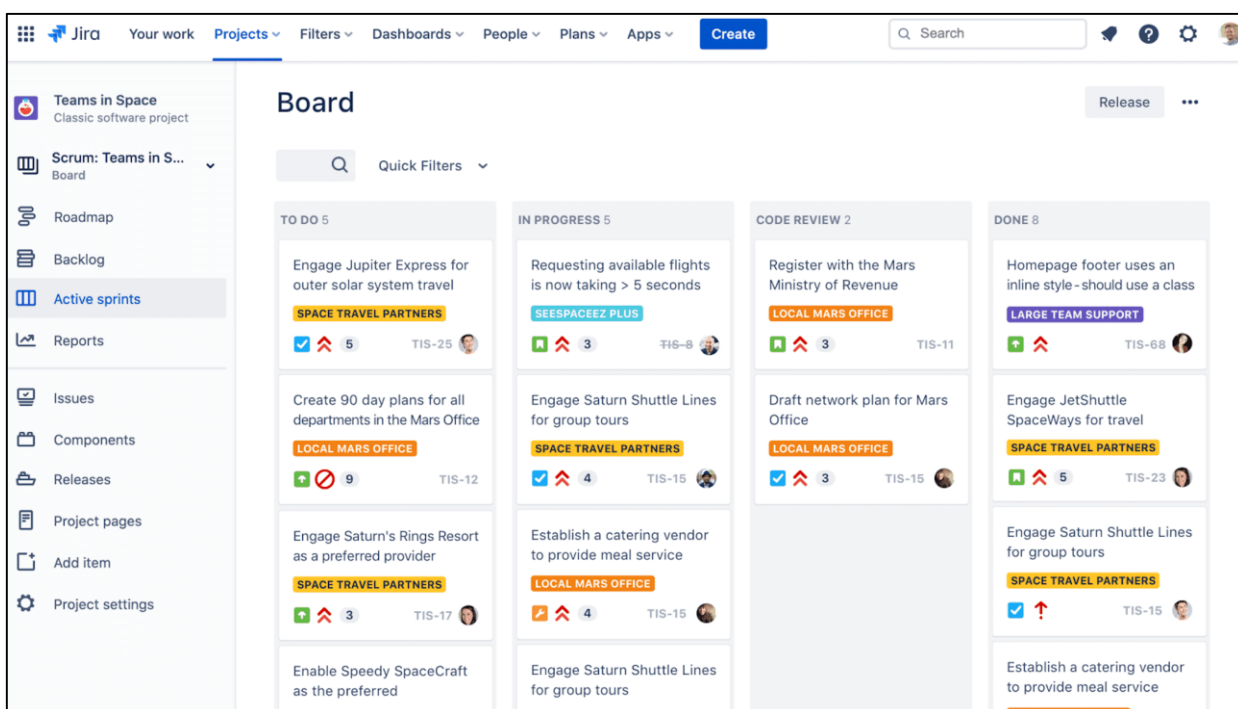 Jira Your work Projects Filters Dashboards People Plans Apps Create Search
Teams in Space
Classic software project
Scrum: Teams in S...
Board
Roadmap
Backlog
Active sprints
Reports
Issues
Components
Releases
Project pages
Add item
Project settings
Board
Release
Quick Filters
TO DO 5
Engage Jupiter Express for
outer solar system travel
SPACE TRAVEL PARTNERS
5 TIS-25
Create 90 day plans for all
departments in the Mars Office
LOCAL MARS OFFICE
9 TIS-12
Engage Saturn's Rings Resort
as a preferred provider
SPACE TRAVEL PARTNERS
3 TIS-17
Enable Speedy SpaceCraft
as the preferred
IN PROGRESS 5
Requesting available flights
is now taking > 5 seconds
SEESPACEEZ PLUS
3 TIS-8
Engage Saturn Shuttle Lines
for group tours
SPACE TRAVEL PARTNERS
4 TIS-15
Establish a catering vendor
to provide meal service
LOCAL MARS OFFICE
4 TIS-15
Engage Saturn Shuttle Lines
for group tours
CODE REVIEW 2
Register with the Mars
Ministry of Revenue
LOCAL MARS OFFICE
3 TIS-11
Draft network plan for Mars
Office
LOCAL MARS OFFICE
3 TIS-15
DONE 8
Homepage footer uses an
inline style-should use a class
LARGE TEAM SUPPORT
TIS-68
Engage JetShuttle
SpaceWays for travel
SPACE TRAVEL PARTNERS
5 TIS-23
Engage Saturn Shuttle Lines
for group tours
SPACE TRAVEL PARTNERS
TIS-15
Establish a catering vendor
to provide meal service